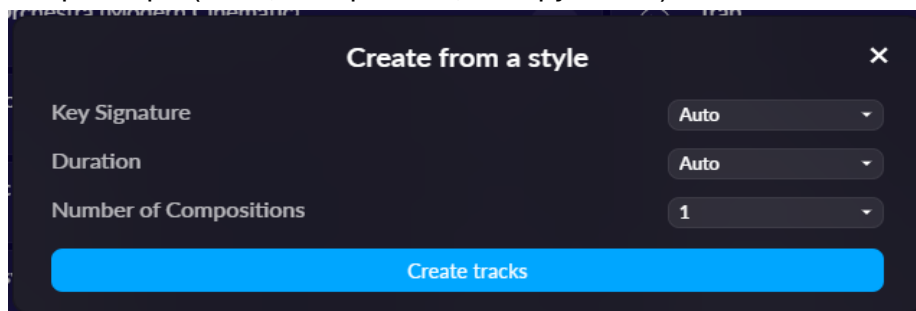 Create from a style
Key Signature
Auto
Duration
Auto
Number of Compositions
1
Create tracks